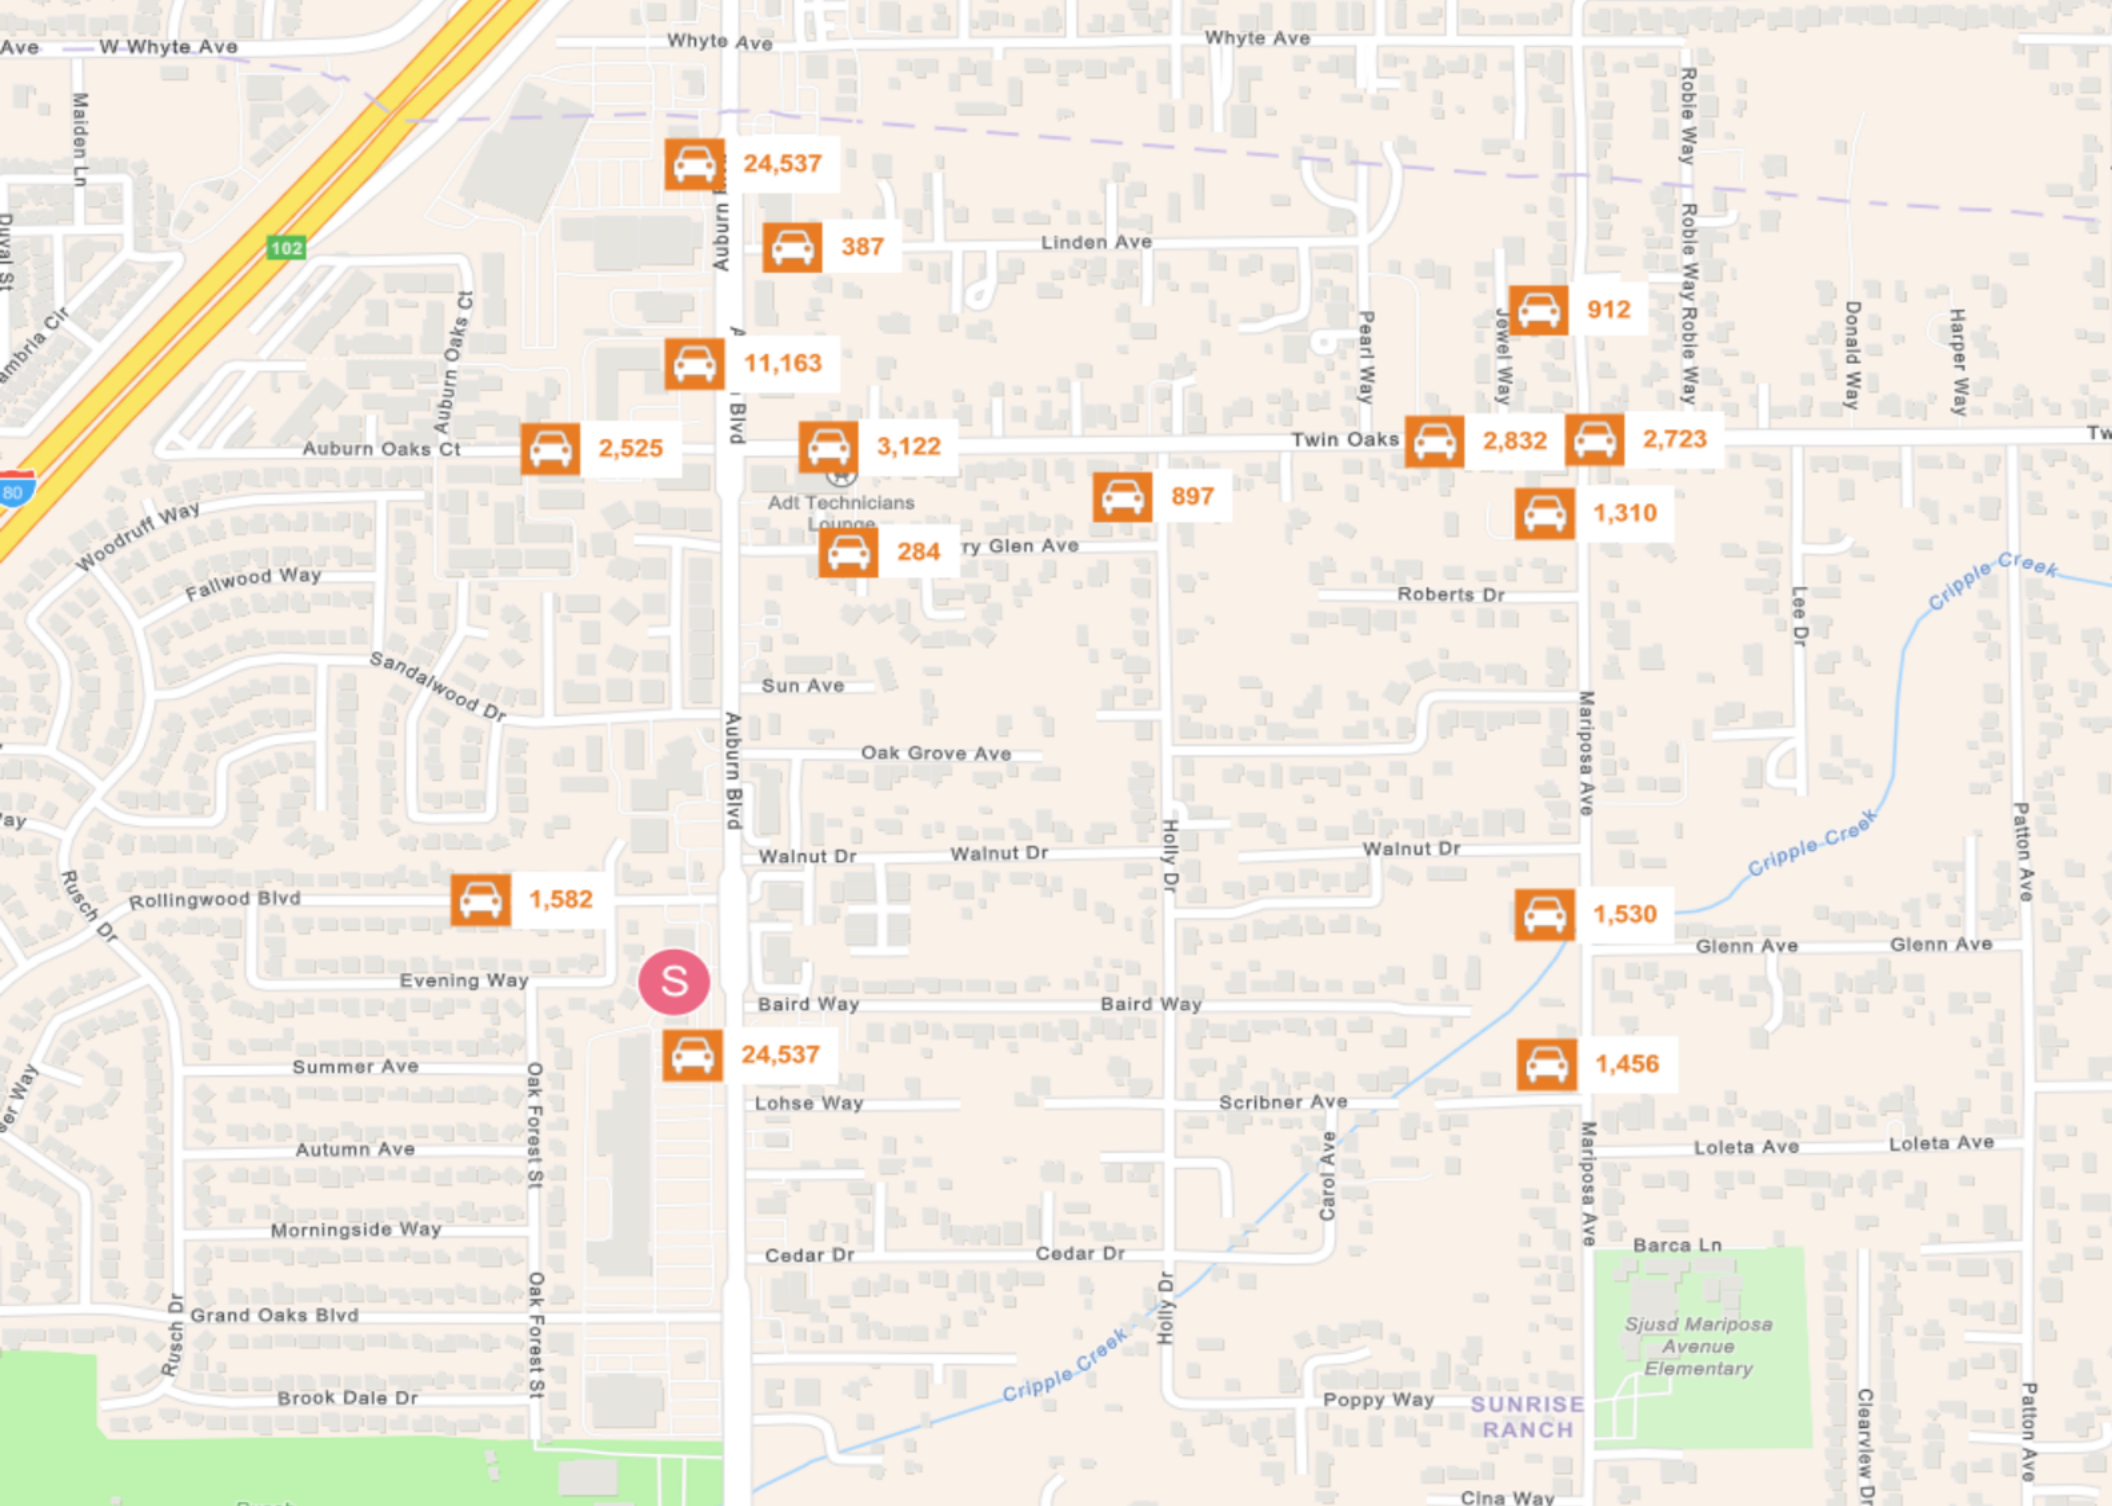 Ave
W Whyte Ave
Whyte Ave
Whyte Ave
Maiden Ln
Robie Way
24,537
Auburn
387
Linden Ave
102
Duval St
Robie Way
Robie Way
912
Auburn Oaks Ct
Pearl Way
Jewel Way
Donald Way
Harper Way
11,163
Blvd
Auburn Oaks Ct
2,525
3,122
Twin Oaks
2,832
2,723
Tw
80
Adt Technicians
Lounge
897
1,310
Woodruff Way
284
ry Glen Ave
Fallwood Way
Roberts Dr
Cripple Creek
Lee Dr
Sandalwood Dr
Sun Ave
Auburn Blvd
Oak Grove Ave
Mariposa Ave
ay
Holly Dr
Walnut Dr
Walnut Dr
Walnut Dr
Cripple Creek
Patton Ave
Rusch Dr
Rollingwood Blvd
1,582
1,530
Glenn Ave
Glenn Ave
Evening Way
S
Baird Way
Baird Way
24,537
1,456
Summer Ave
Oak Forest St
Lohse Way
Scribner Ave
ser Way
Autumn Ave
Carol Ave
Mariposa Ave
Loleta Ave
Loleta Ave
Morningside Way
Cedar Dr
Cedar Dr
Barca Ln
Grand Oaks Blvd
Rusch Dr
Oak Forest St
Holly Dr
Cripple Creek
Sjusd Mariposa
Avenue
Elementary
Brook Dale Dr
Poppy Way
SUNRISE
RANCH
Clearview Dr
Patton Ave
Cina Way